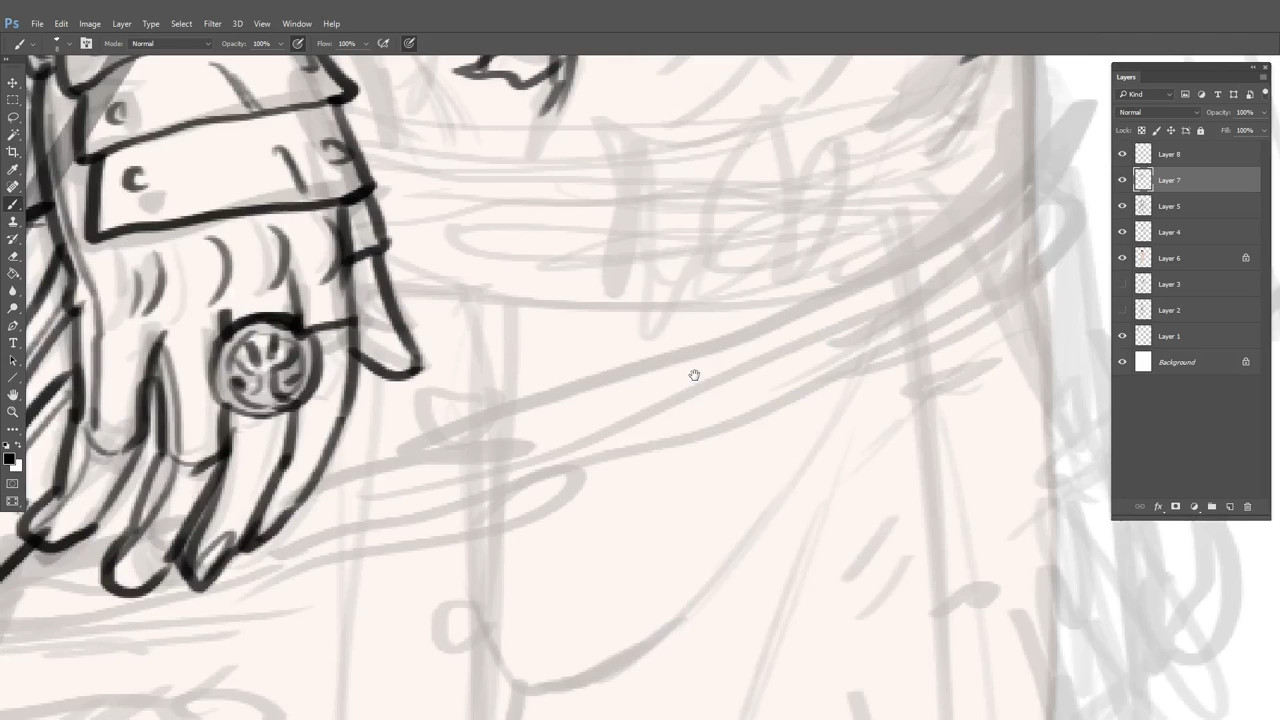 Ps File Edit Image Layer Type Select Filter 3D View Window Help
8 Mode: Normal Opacity: 100% Flow: 100%
Layers
Kind
Normal Opacity: 100%
Lock: Fill: 100%
Layer 8
Layer 7
Layer 5
Layer 4
Layer 6
Layer 3
Layer 2
Layer 1
Background